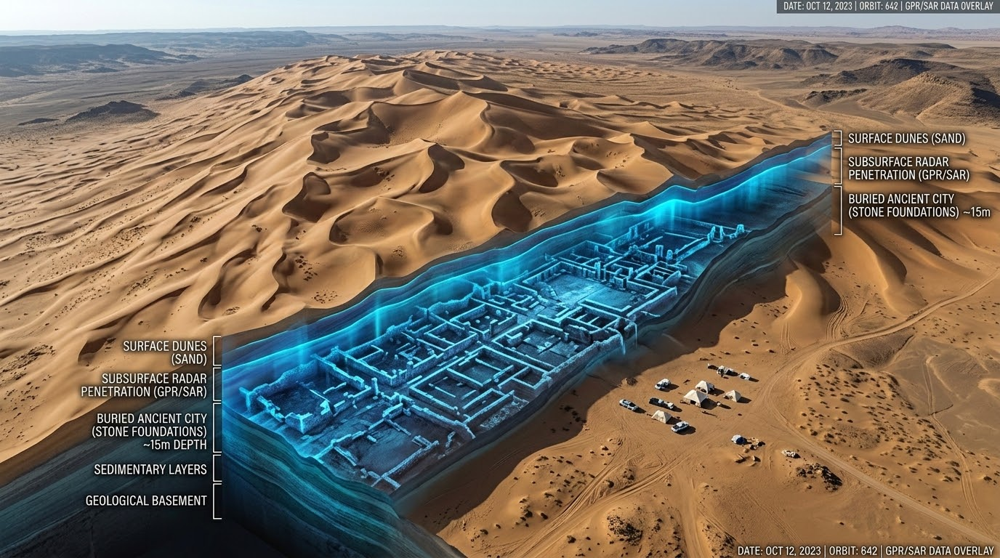 DATE: OCT 12, 2023 | ORBIT: 642 | GPR/SAR DATA OVERLAY
SURFACE DUNES (SAND)
SUBSURFACE RADAR
PENETRATION (GPR/SAR)
BURIED ANCIENT CITY
(STONE FOUNDATIONS) ~15m
SURFACE DUNES
(SAND)
SUBSURFACE RADAR
PENETRATION (GPR/SAR)
BURIED ANCIENT CITY
(STONE FOUNDATIONS)
~15m DEPTH
SEDIMENTARY LAYERS
GEOLOGICAL BASEMENT
DATE: OCT 12, 2023 | ORBIT: 642 | GPR/SAR DATA OVERLAY